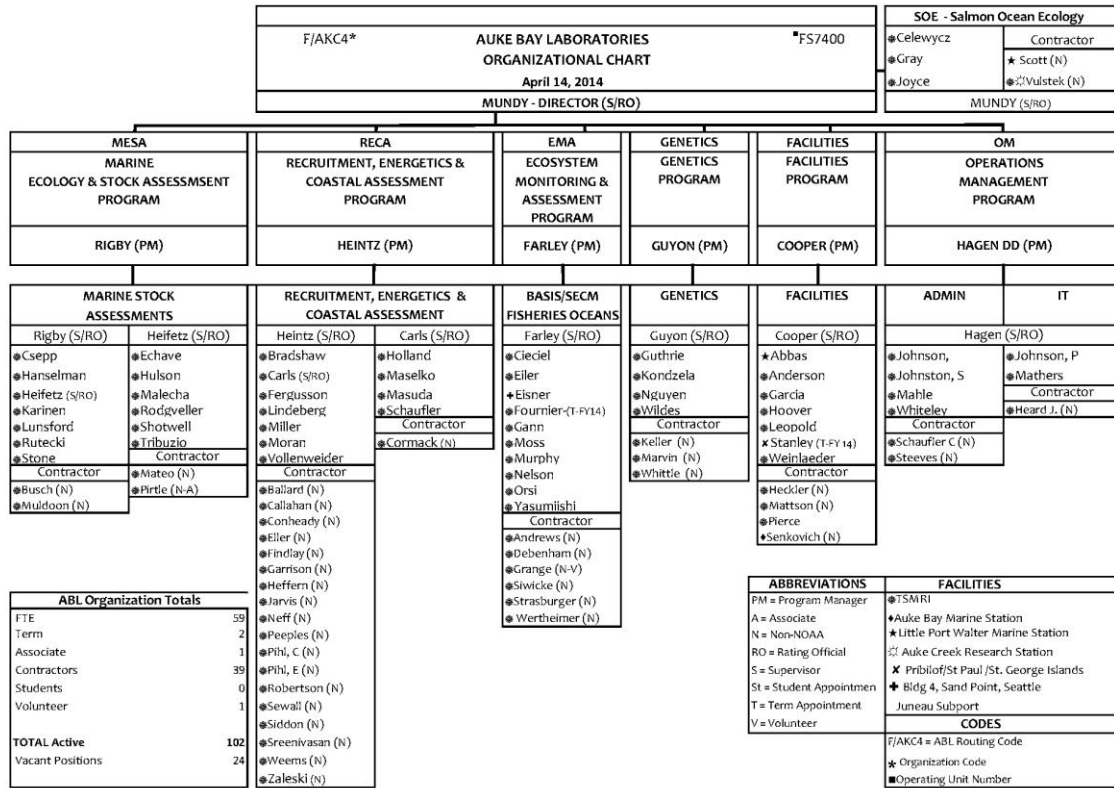 F/AKC4* AUKE BAY LABORATORIES ■FS7400
ORGANIZATIONAL CHART
April 14, 2014
MUNDY - DIRECTOR (S/RO)
SOE - Salmon Ocean Ecology
Celewycz
Gray
Joyce
Contractor
★ Scott (N)
Vulstek (N)
MUNDY (S/RO)
MESA
MARINE
ECOLOGY & STOCK ASSESSMSENT
PROGRAM
RIGBY (PM)
RECA
RECRUITMENT, ENERGETICS &
COASTAL ASSESSMENT
PROGRAM
HEINTZ (PM)
EMA
ECOSYSTEM
MONITORING &
ASSESSMENT
PROGRAM
FARLEY (PM)
GENETICS
GENETICS
PROGRAM
GUYON (PM)
FACILITIES
FACILITIES
PROGRAM
COOPER (PM)
OM
OPERATIONS
MANAGEMENT
PROGRAM
HAGEN DD (PM)
MARINE STOCK
ASSESSMENTS
Rigby (S/RO)
Csepp
Hanselman
Heifetz (S/RO)
Karinen
Lunsford
Rutecki
Stone
Contractor
Busch (N)
Muldoon (N)
Heifetz (S/RO)
Echave
Hulson
Malecha
Rodgveller
Shotwell
Tribuzio
Contractor
Mateo (N)
Pirtle (N-A)
RECRUITMENT, ENERGETICS &
COASTAL ASSESSMENT
Heintz (S/RO)
Bradshaw
Carls (S/RO)
Fergusson
Lindeberg
Miller
Moran
Vollenweider
Contractor
Ballard (N)
Callahan (N)
Conheady (N)
Eller (N)
Findlay (N)
Garrison (N)
Heffern (N)
Jarvis (N)
Neff (N)
Peeples (N)
Pihl, C (N)
Pihl, E (N)
Robertson (N)
Sewall (N)
Siddon (N)
Sreenivasan (N)
Weems (N)
Zaleski (N)
Carls (S/RO)
Holland
Maselko
Masuda
Schaufler
Contractor
Cormack (N)
BASIS/SECM
FISHERIES OCEANS
Farley (S/RO)
Cieciel
Eiler
✚Eisner
Fournier-(T-FY14)
Gann
Moss
Murphy
Nelson
Orsi
Yasumiishi
Contractor
Andrews (N)
Debenham (N)
Grange (N-V)
Siwicke (N)
Strasburger (N)
Wertheimer (N)
GENETICS
Guyon (S/RO)
Guthrie
Kondzela
Nguyen
Wildes
Contractor
Keller (N)
Marvin (N)
Whittle (N)
FACILITIES
Cooper (S/RO)
★Abbas
Anderson
Garcia
Hoover
Leopold
✘Stanley (T-FY 14)
Weinlaeder
Contractor
Heckler (N)
Mattson (N)
Pierce
♦Senkovich (N)
ADMIN IT
Hagen (S/RO)
Johnson,
Johnston, S
Mahle
Whiteley
Contractor
Schaufler C (N)
Steeves (N)
Johnson, P
Mathers
Contractor
Heard J. (N)
ABL Organization Totals
FTE 59
Term 2
Associate 1
Contractors 39
Students 0
Volunteer 1
TOTAL Active 102
Vacant Positions 24
ABBREVIATIONS
PM = Program Manager
A = Associate
N = Non-NOAA
RO = Rating Official
S = Supervisor
St = Student Appointmen
T = Term Appointment
V = Volunteer
FACILITIES
TSMRI
♦Auke Bay Marine Station
★Little Port Walter Marine Station
Auke Creek Research Station
✘ Pribilof/St Paul /St. George Islands
✚ Bldg 4, Sand Point, Seattle
Juneau Support
CODES
F/AKC4 = ABL Routing Code
* Organization Code
■Operating Unit Number